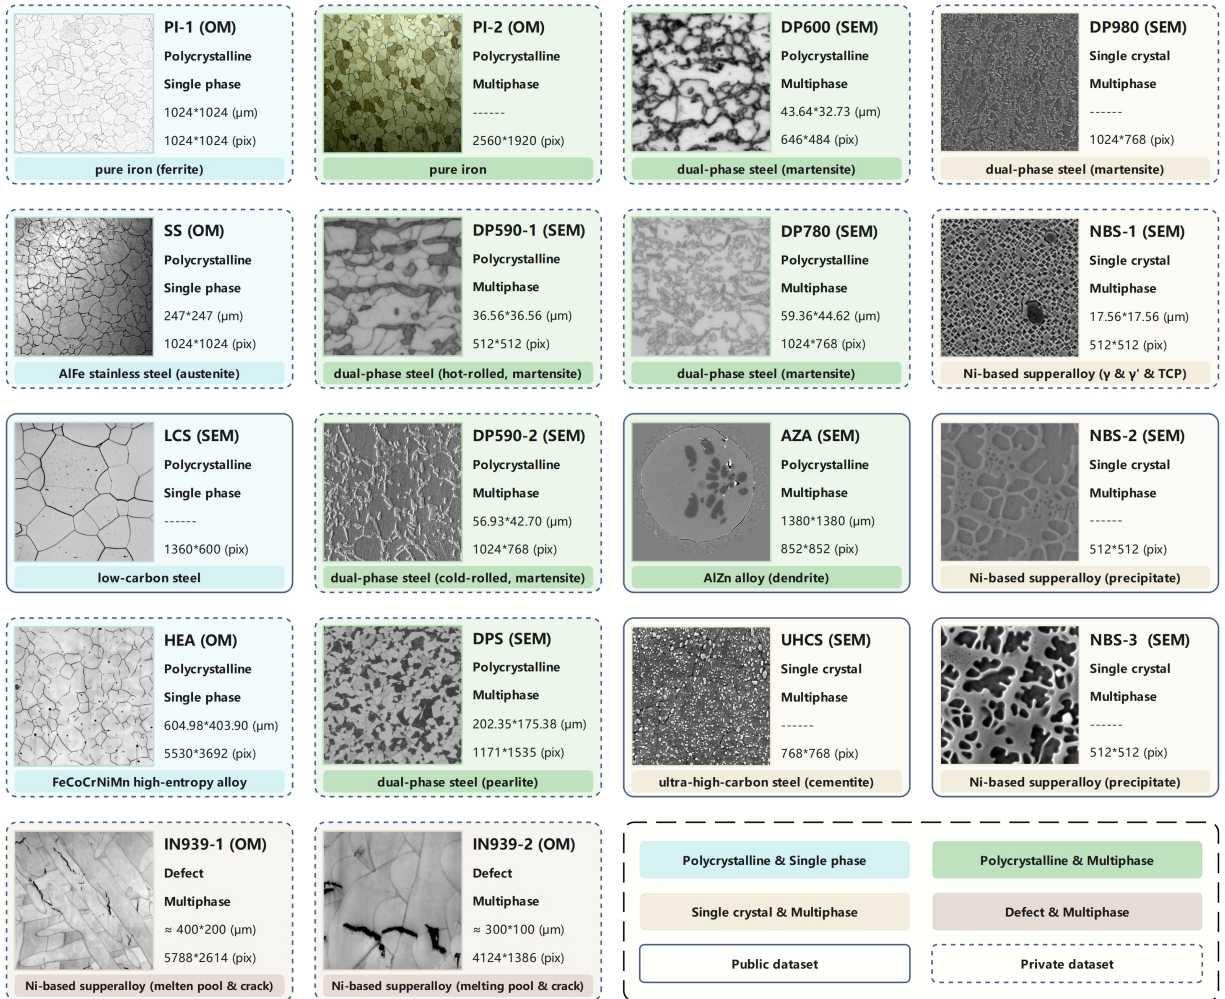 PI-1 (OM)
Polycrystalline
Single phase
1024*1024 (μm)
1024*1024 (pix)
pure iron (ferrite)
PI-2 (OM)
Polycrystalline
Multiphase
------
2560*1920 (pix)
pure iron
DP600 (SEM)
Polycrystalline
Multiphase
43.64*32.73 (μm)
646*484 (pix)
dual-phase steel (martensite)
DP980 (SEM)
Single crystal
Multiphase
------
1024*768 (pix)
dual-phase steel (martensite)
SS (OM)
Polycrystalline
Single phase
247*247 (μm)
1024*1024 (pix)
AlFe stainless steel (austenite)
DP590-1 (SEM)
Polycrystalline
Multiphase
36.56*36.56 (μm)
512*512 (pix)
dual-phase steel (hot-rolled, martensite)
DP780 (SEM)
Polycrystalline
Multiphase
59.36*44.62 (μm)
1024*768 (pix)
dual-phase steel (martensite)
NBS-1 (SEM)
Single crystal
Multiphase
17.56*17.56 (μm)
512*512 (pix)
Ni-based supperalloy (γ & γ' & TCP)
LCS (SEM)
Polycrystalline
Single phase
------
1360*600 (pix)
low-carbon steel
DP590-2 (SEM)
Polycrystalline
Multiphase
56.93*42.70 (μm)
1024*768 (pix)
dual-phase steel (cold-rolled, martensite)
AZA (SEM)
Polycrystalline
Multiphase
1380*1380 (μm)
852*852 (pix)
AlZn alloy (dendrite)
NBS-2 (SEM)
Single crystal
Multiphase
------
512*512 (pix)
Ni-based supperalloy (precipitate)
HEA (OM)
Polycrystalline
Single phase
604.98*403.90 (μm)
5530*3692 (pix)
FeCoCrNiMn high-entropy alloy
DPS (SEM)
Polycrystalline
Multiphase
202.35*175.38 (μm)
1171*1535 (pix)
dual-phase steel (pearlite)
UHCS (SEM)
Single crystal
Multiphase
------
768*768 (pix)
ultra-high-carbon steel (cementite)
NBS-3 (SEM)
Single crystal
Multiphase
------
512*512 (pix)
Ni-based supperalloy (precipitate)
IN939-1 (OM)
Defect
Multiphase
≈ 400*200 (μm)
5788*2614 (pix)
Ni-based supperalloy (melten pool & crack)
IN939-2 (OM)
Defect
Multiphase
≈ 300*100 (μm)
4124*1386 (pix)
Ni-based supperalloy (melting pool & crack)
Polycrystalline & Single phase
Polycrystalline & Multiphase
Single crystal & Multiphase
Defect & Multiphase
Public dataset
Private dataset